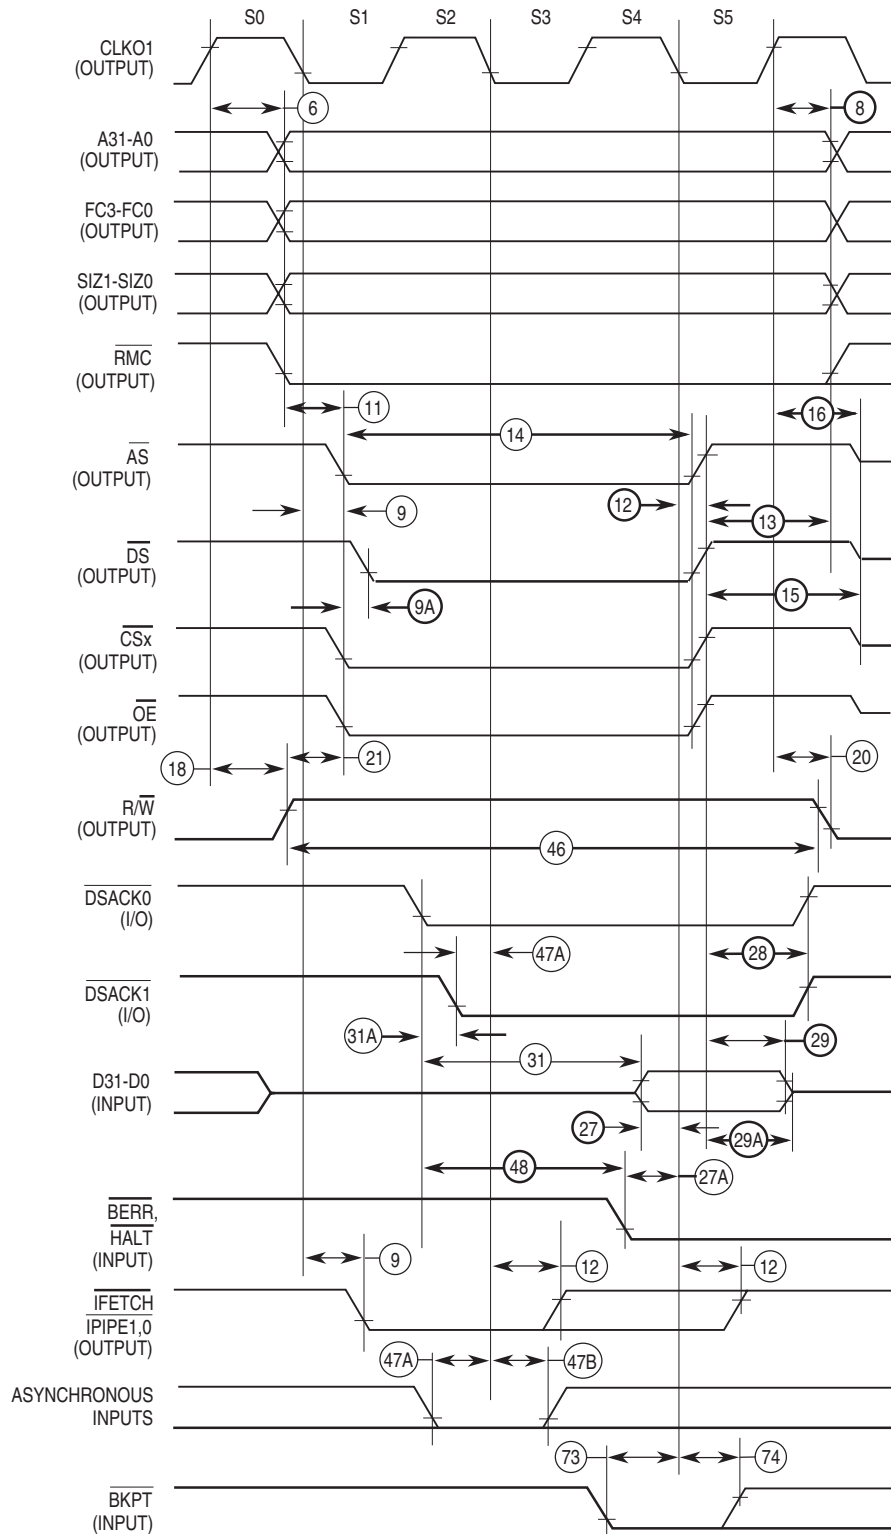 S0 S1 S2 S3 S4 S5
CLKO1
(OUTPUT)
6 8
A31-A0
(OUTPUT)
FC3-FC0
(OUTPUT)
SIZ1-SIZ0
(OUTPUT)
RMC
(OUTPUT)
11 16
14
AS
(OUTPUT)
9 12
13
DS
(OUTPUT)
9A 15
CSx
(OUTPUT)
OE
(OUTPUT)
18 21 20
R/W
(OUTPUT)
46
DSACK0
(I/O)
47A 28
DSACK1
(I/O)
31A 31 29
D31-D0
(INPUT)
27 29A
48 27A
BERR,
HALT
(INPUT)
9 12 12
IFETCH
IPIPE1,0
(OUTPUT)
47A 47B
ASYNCHRONOUS
INPUTS
73 74
BKPT
(INPUT)